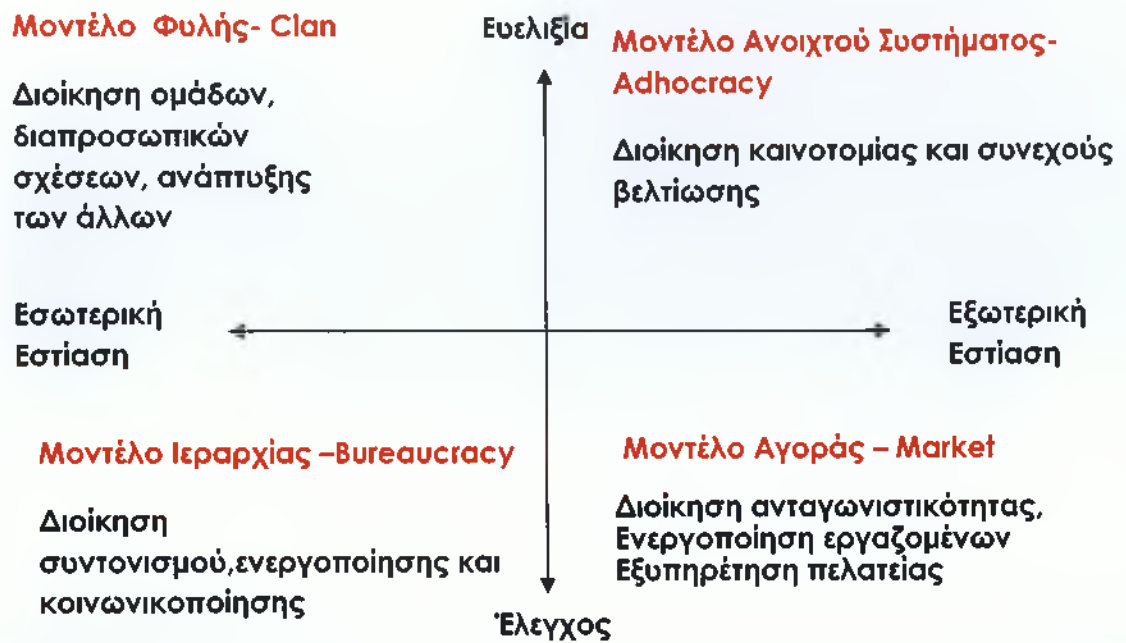 Μοντέλο Φυλής- Clan
Διοίκηση ομάδων,
διαπροσωπικών
σχέσεων, ανάπτυξης
των άλλων
Ευελιξία
Μοντέλο Ανοιχτού Συστήματος-
Adhocracy
Διοίκηση καινοτομίας και συνεχούς
βελτίωσης
Εσωτερική
Εστίαση
Εξωτερική
Εστίαση
Μοντέλο Ιεραρχίας –Bureaucracy
Διοίκηση
συντονισμού,ενεργοποίησης και
κοινωνικοποίησης
Μοντέλο Αγοράς – Market
Διοίκηση ανταγωνιστικότητας,
Ενεργοποίηση εργαζομένων
Εξυπηρέτηση πελατείας
Έλεγχος